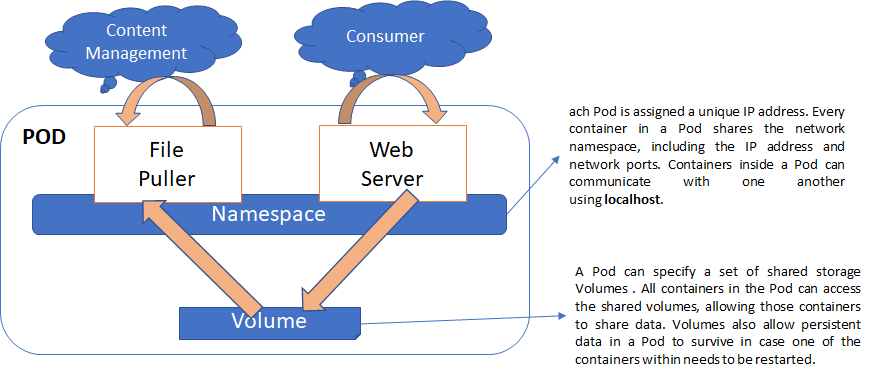 Content
Management
Consumer
POD
File
Puller
Web
Server
Namespace
Volume
ach Pod is assigned a unique IP address. Every
container in a Pod shares the network
namespace, including the IP address and
network ports. Containers inside a Pod can
communicate with one another
using localhost.
A Pod can specify a set of shared storage
Volumes . All containers in the Pod can access
the shared volumes, allowing those containers
to share data. Volumes also allow persistent
data in a Pod to survive in case one of the
containers within needs to be restarted.